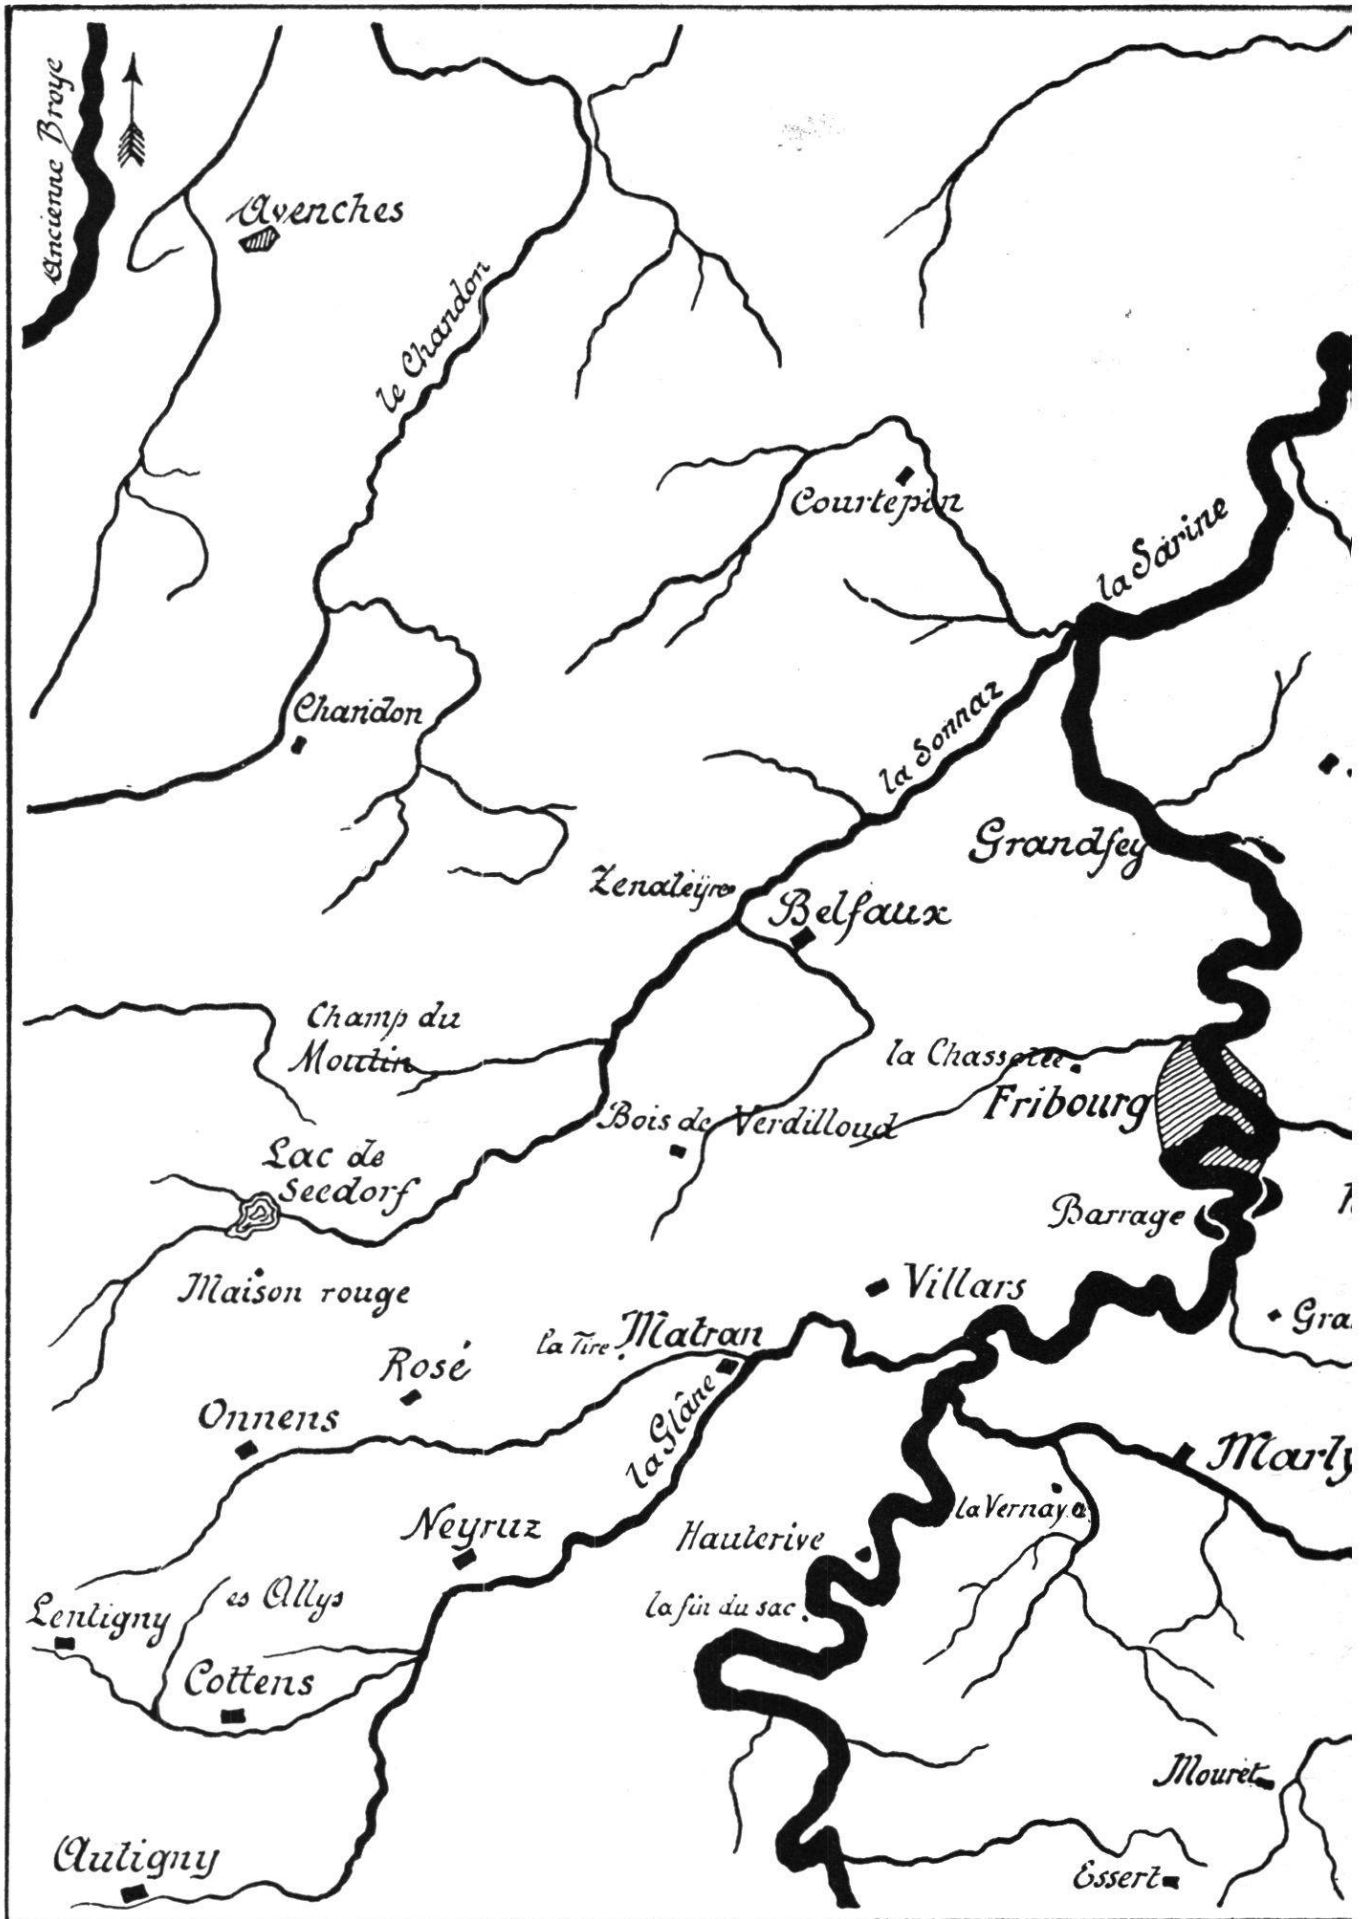 Ancienne Broye
Avenches
le Chandon
Courtepin
la Sarine
Chandon
la Sonnaz
Grandfey
Zenaleyre
Belfaux
Champ du
Moulin
la Chassotte
Fribourg
Bois de Verdilloud
Lac de
Seedorf
Barrage
Maison rouge
Villars
la Tire
Matran
Gra
Rosé
la Glâne
Onnens
Marly
la Vernaya
Neyruz
Hauterive
es Allys
la fin du sac
Lentigny
Cottens
Mouret
Autigny
Essert